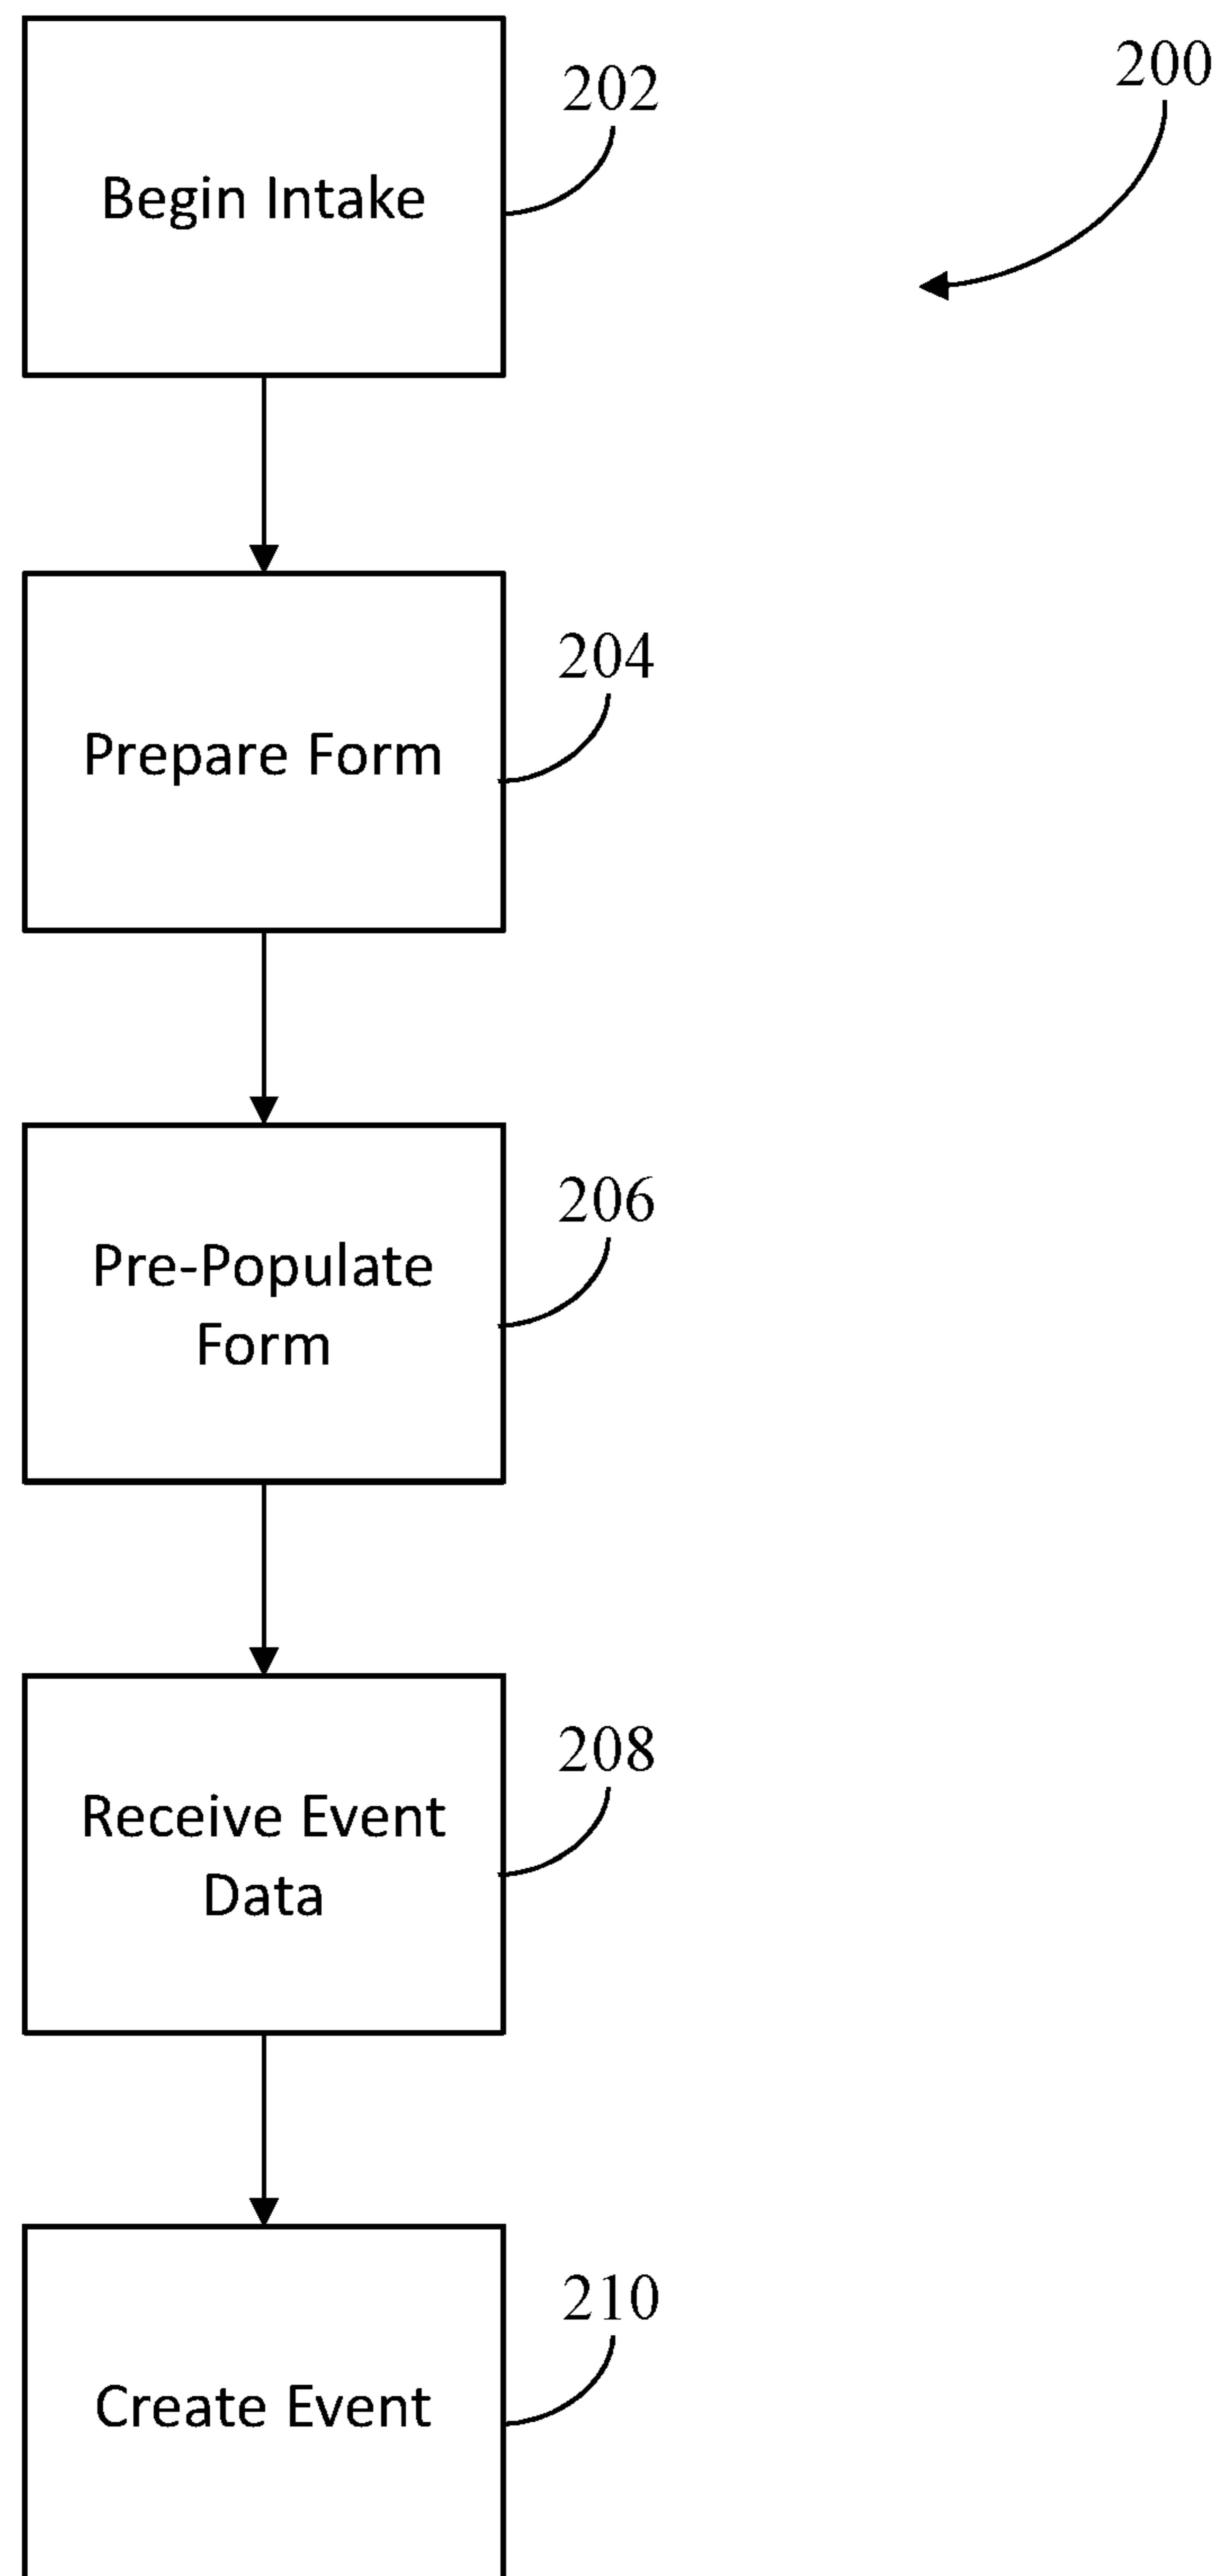 200
202
Begin Intake
204
Prepare Form
206
Pre-Populate
Form
208
Receive Event
Data
210
Create Event